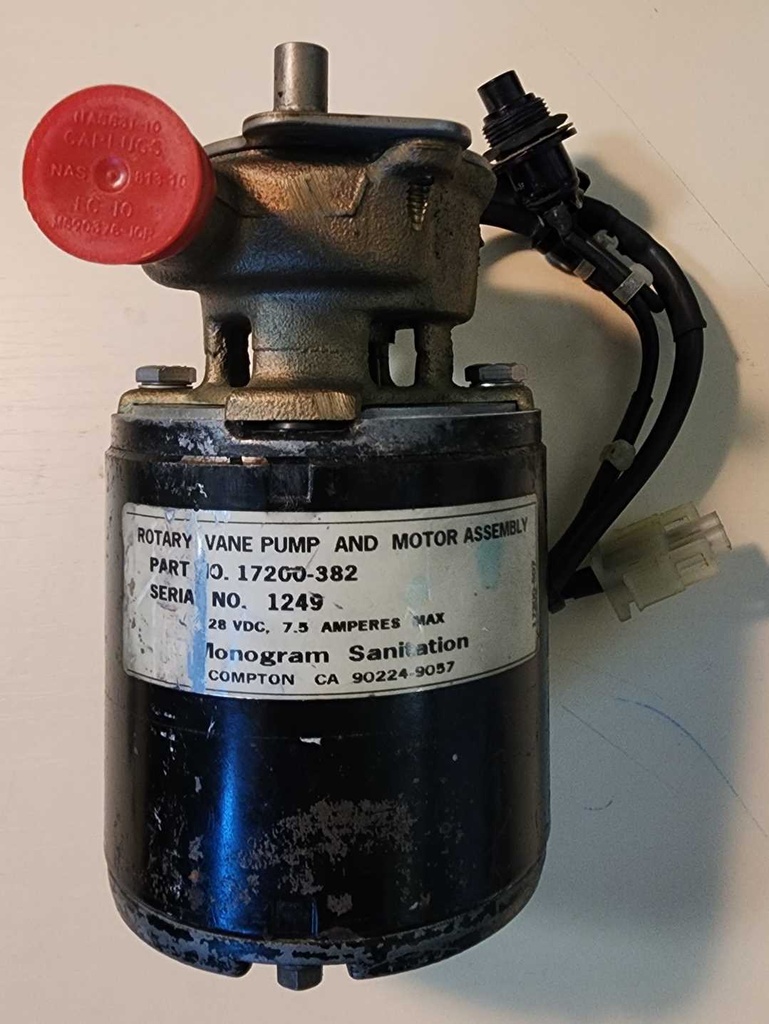 CAPLUGS
NAS 813-10
EC-10
ROTARY VANE PUMP AND MOTOR ASSEMBLY
PART NO. 17200-382
SERIA NO. 1249
28 VDC, 7.5 AMPERES MAX
Monogram Sanitation
COMPTON CA 90224-9057